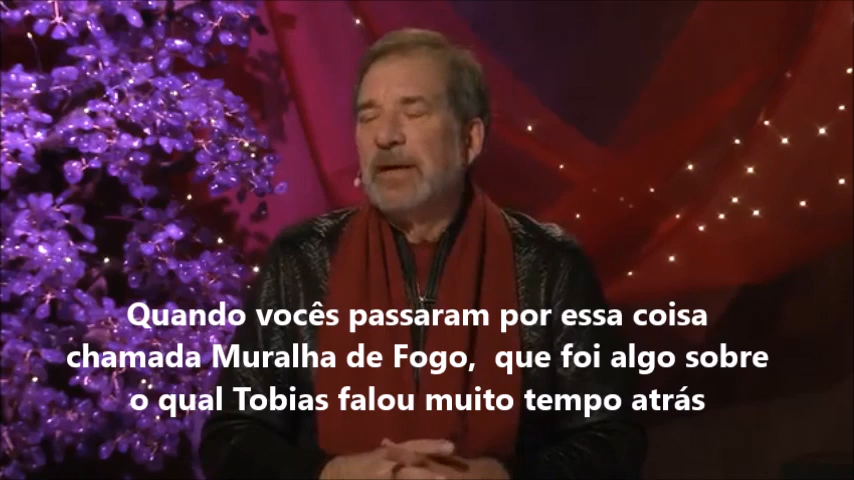 Quando vocês passaram por essa coisa
chamada Muralha de Fogo,  que foi algo sobre
o qual Tobias falou muito tempo atrás